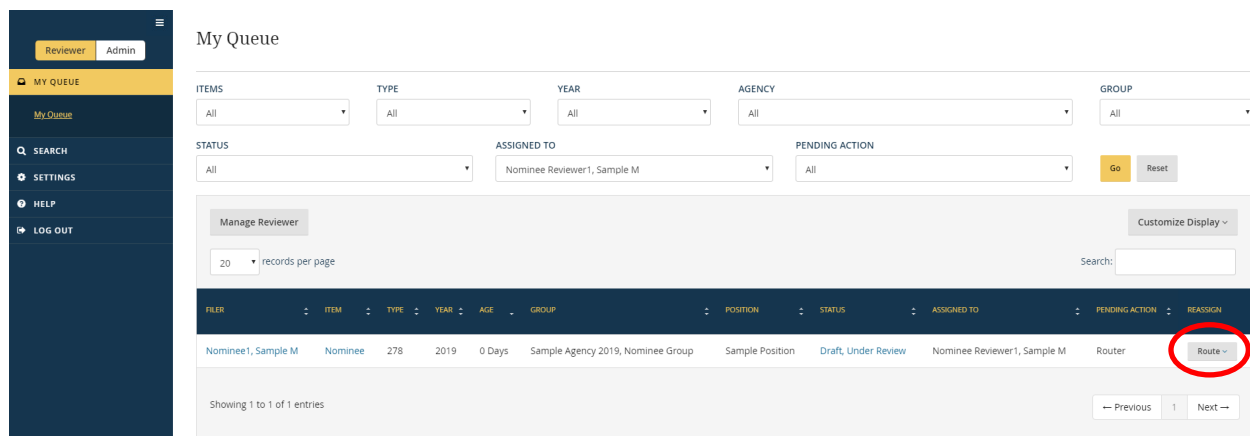 Reviewer Admin
MY QUEUE
My Queue
SEARCH
SETTINGS
HELP
LOG OUT
My Queue
ITEMS TYPE YEAR AGENCY GROUP
All All All All All
STATUS ASSIGNED TO PENDING ACTION
All Nominee Reviewer1, Sample M All Go Reset
Manage Reviewer Customize Display
20 records per page Search:
FILER ITEM TYPE YEAR AGE GROUP POSITION STATUS ASSIGNED TO PENDING ACTION REASSIGN
Nominee1, Sample M Nominee 278 2019 0 Days Sample Agency 2019, Nominee Group Sample Position Draft, Under Review Nominee Reviewer1, Sample M Router Route
Showing 1 to 1 of 1 entries ← Previous 1 Next →